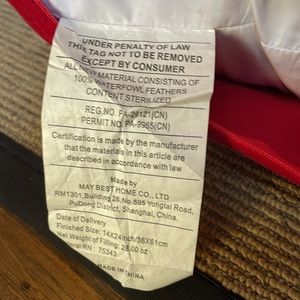 UNDER PENALTY OF LAW
THIS TAG NOT TO BE REMOVED
EXCEPT BY CONSUMER
ALL NEW MATERIAL CONSISTING OF
100% WATERFOWL FEATHERS
CONTENT STERILIZED
REG.NO. PA-26121(CN)
PERMIT NO. PA-9965(CN)
Certification is made by the manufacturer
that the materials in this article are
described in accordance with law
Made by
MAY BEST HOME CO., LTD
RM1301, Building 26, No.595 Yongtai Road,
PuDong District, Shanghai, China.
Date of Delivery
Finished Size: 14X24inch/36X61cm
Net Weight of Filling: 28.00 oz
RN: 75343
MADE IN CHINA